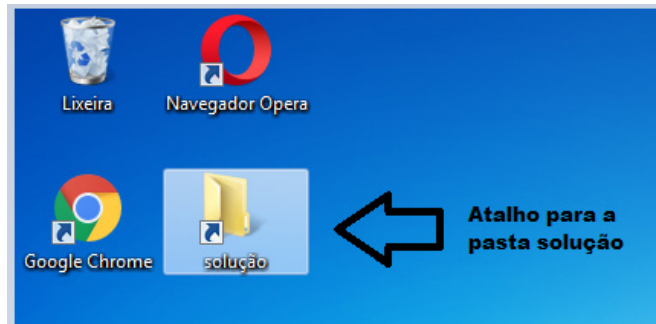 Lixeira
Navegador Opera
Google Chrome
solução
Atalho para a
pasta solução